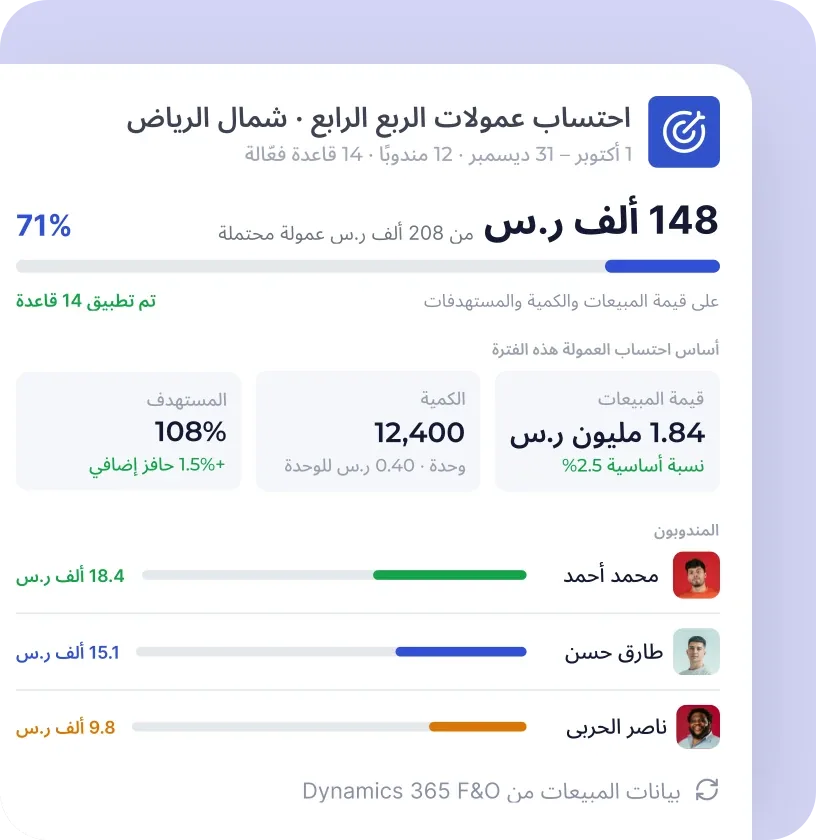 احتساب عمولات الربع الرابع · شمال الرياض
1 أكتوبر – 31 ديسمبر · 12 مندوبًا · 14 قاعدة فعّالة
148 ألف ر.س من 208 ألف ر.س عمولة محتملة 71%
على قيمة المبيعات والكمية والمستهدفات تم تطبيق 14 قاعدة
أساس احتساب العمولة هذه الفترة
قيمة المبيعات
1.84 مليون ر.س
نسبة أساسية 2.5%
الكمية
12,400
وحدة · 0.40 ر.س للوحدة
المستهدف
108%
+1.5% حافز إضافي
المندوبون
محمد أحمد 18.4 ألف ر.س
طارق حسن 15.1 ألف ر.س
ناصر الحربى 9.8 ألف ر.س
بيانات المبيعات من Dynamics 365 F&O